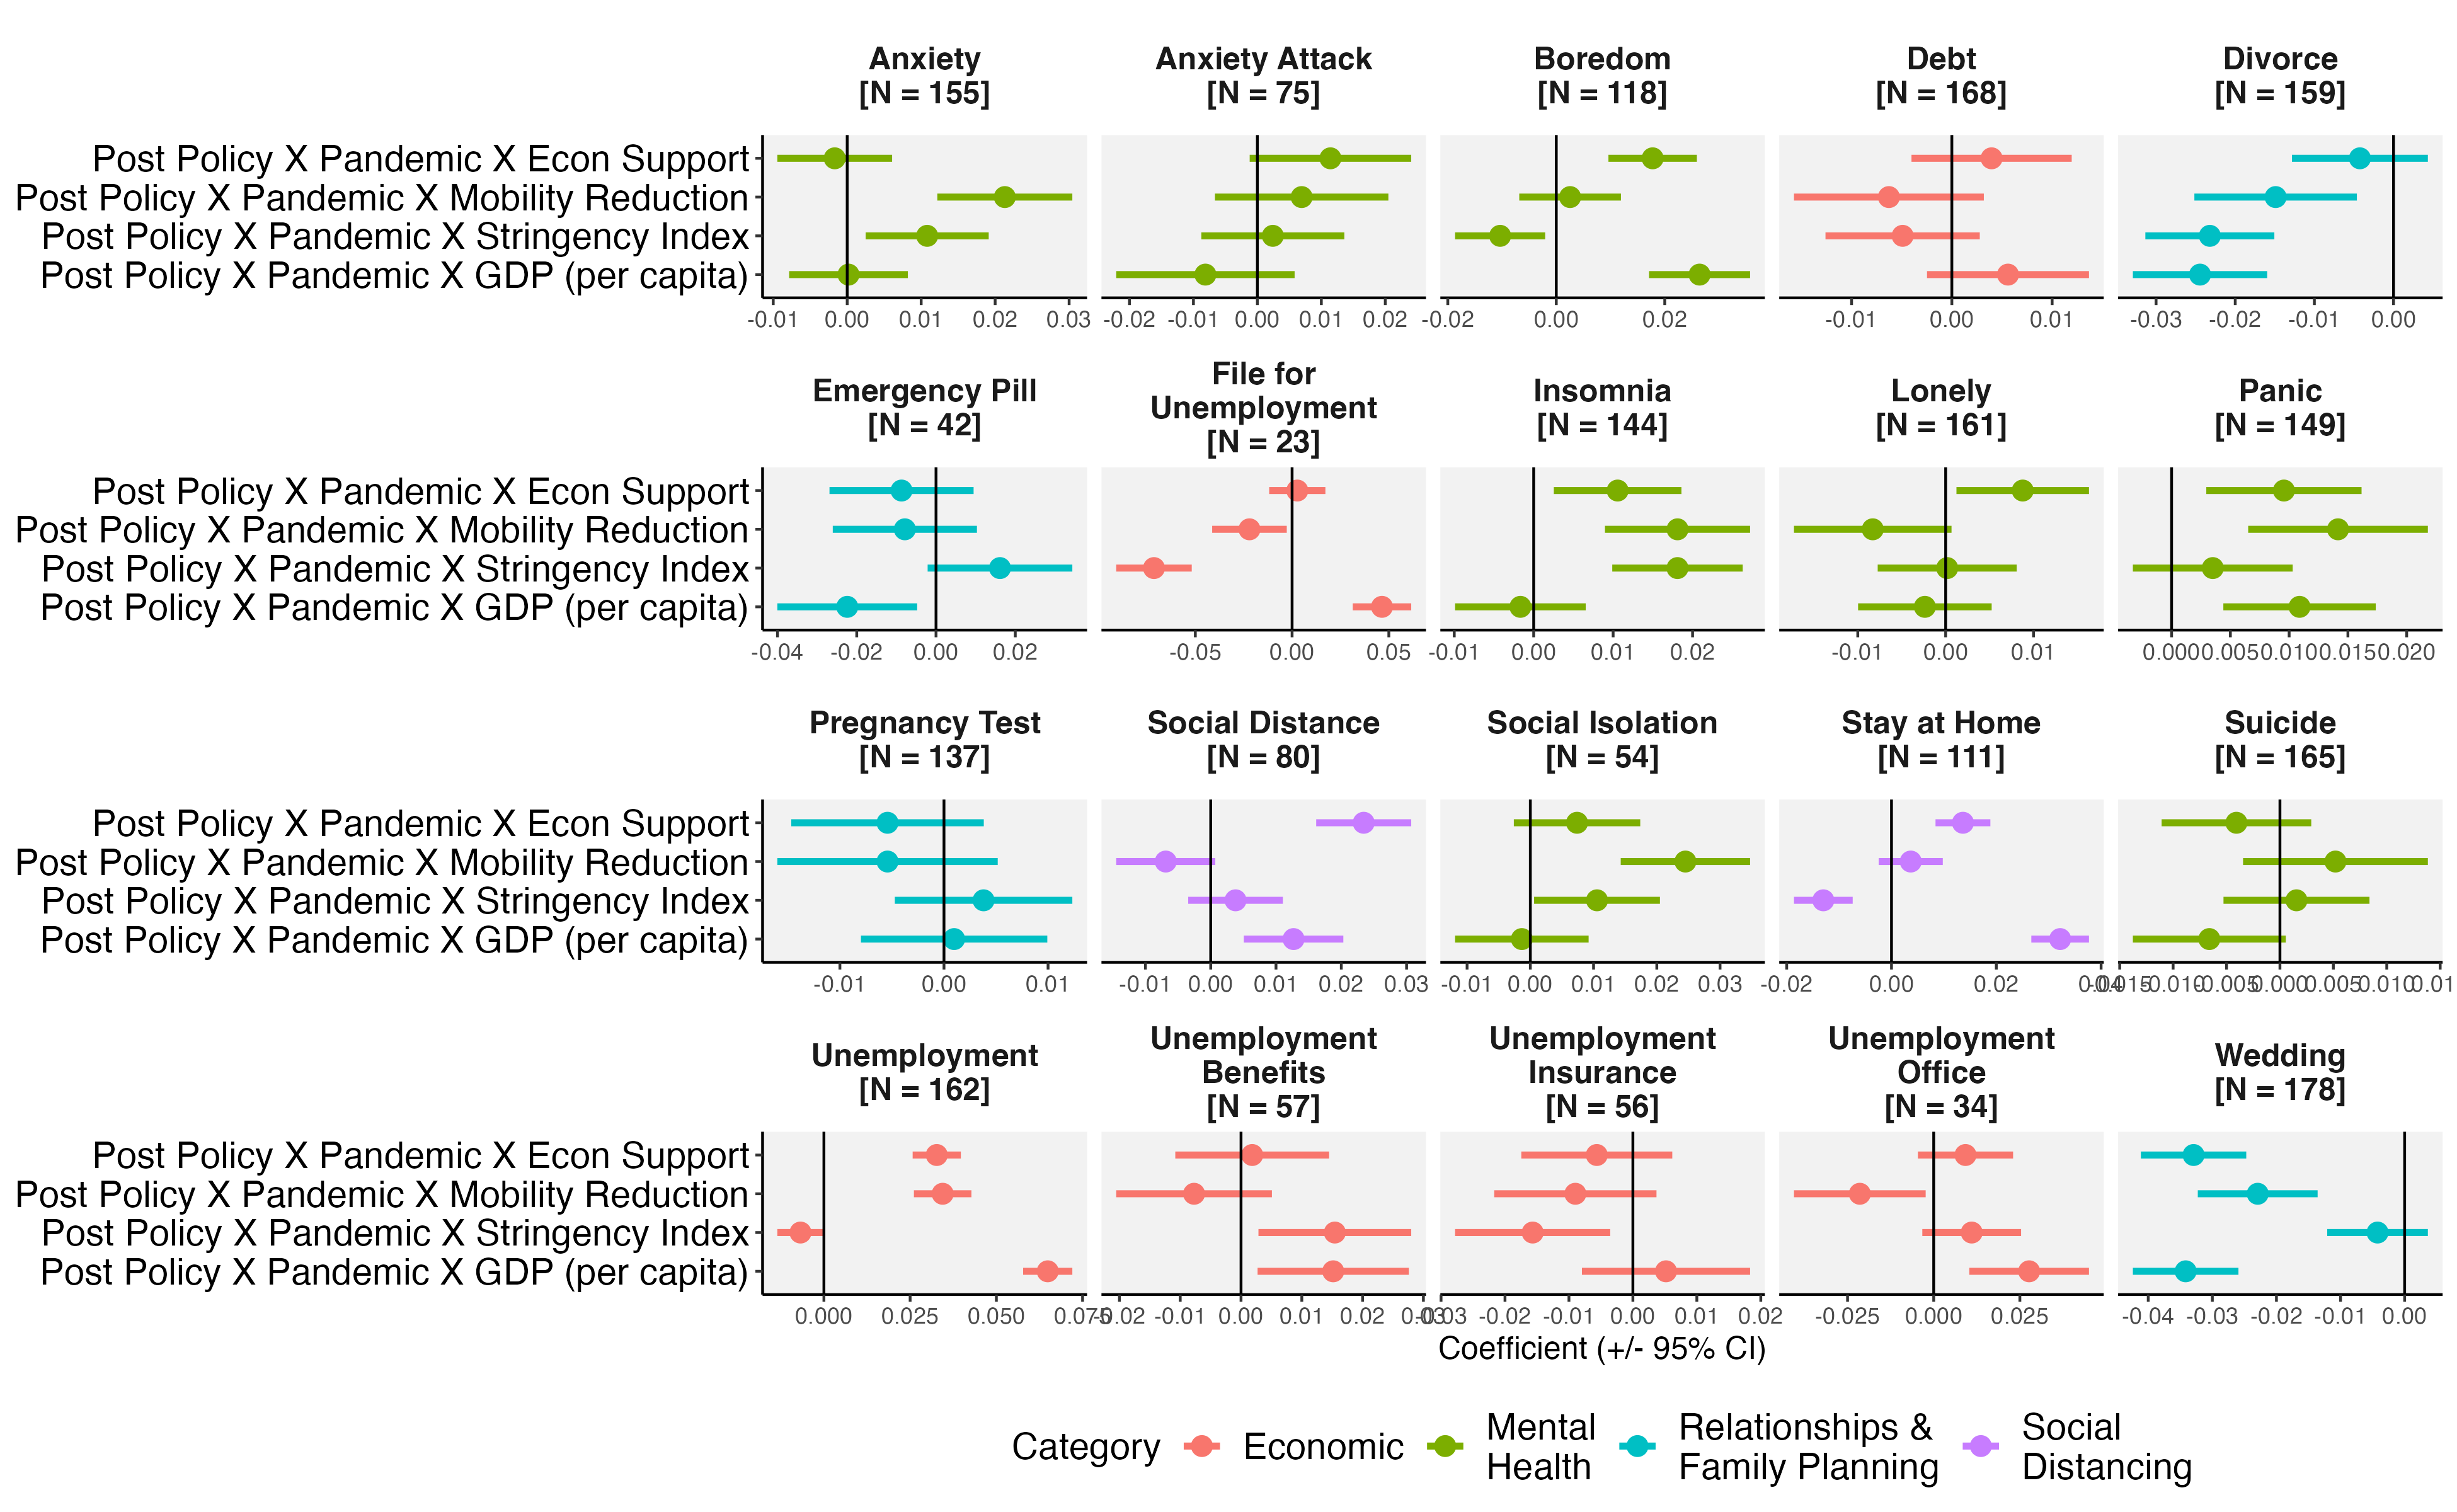 Anxiety Anxiety Attack Boredom Debt Divorce
[N = 155] [N = 75] [N = 118] [N = 168] [N = 159]
Post Policy X Pandemic X Econ Support
Post Policy X Pandemic X Mobility Reduction
Post Policy X Pandemic X Stringency Index
Post Policy X Pandemic X GDP (per capita)
-0.01 0.00 0.01 0.02 0.03 -0.02 -0.01 0.00 0.01 0.02 -0.02 0.00 0.02 -0.01 0.00 0.01 -0.03 -0.02 -0.01 0.00
File for
Emergency Pill Unemployment Insomnia Lonely Panic
[N = 42] [N = 23] [N = 144] [N = 161] [N = 149]
Post Policy X Pandemic X Econ Support
Post Policy X Pandemic X Mobility Reduction
Post Policy X Pandemic X Stringency Index
Post Policy X Pandemic X GDP (per capita)
-0.04 -0.02 0.00 0.02 -0.05 0.00 0.05 -0.01 0.00 0.01 0.02 -0.01 0.00 0.01 0.000 0.005 0.010 0.015 0.020
Pregnancy Test Social Distance Social Isolation Stay at Home Suicide
[N = 137] [N = 80] [N = 54] [N = 111] [N = 165]
Post Policy X Pandemic X Econ Support
Post Policy X Pandemic X Mobility Reduction
Post Policy X Pandemic X Stringency Index
Post Policy X Pandemic X GDP (per capita)
-0.01 0.00 0.01 -0.01 0.00 0.01 0.02 0.03 -0.01 0.00 0.01 0.02 0.03 -0.02 0.00 0.02 0.04 -0.015 -0.010 -0.005 0.000 0.005 0.010 0.01
Unemployment Unemployment Unemployment
Unemployment Benefits Insurance Office Wedding
[N = 162] [N = 57] [N = 56] [N = 34] [N = 178]
Post Policy X Pandemic X Econ Support
Post Policy X Pandemic X Mobility Reduction
Post Policy X Pandemic X Stringency Index
Post Policy X Pandemic X GDP (per capita)
0.000 0.025 0.050 0.075 -0.02 -0.01 0.00 0.01 0.02 0.03 -0.03 -0.02 -0.01 0.00 0.01 0.02 -0.025 0.000 0.025 -0.04 -0.03 -0.02 -0.01 0.00
Coefficient (+/- 95% CI)
Category Economic Mental Health Relationships & Family Planning Social Distancing